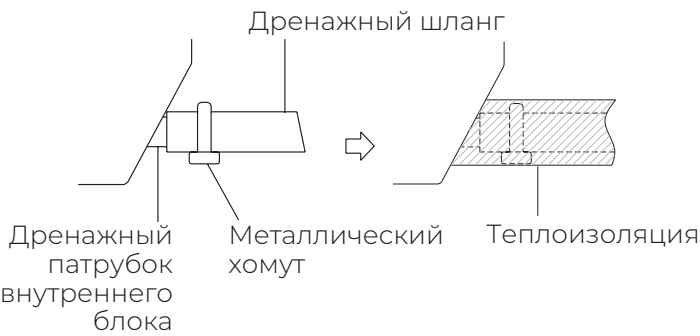 Дренажный шланг
Дренажный
патрубок
внутреннего
блока
Металлический
хомут
Теплоизоляция